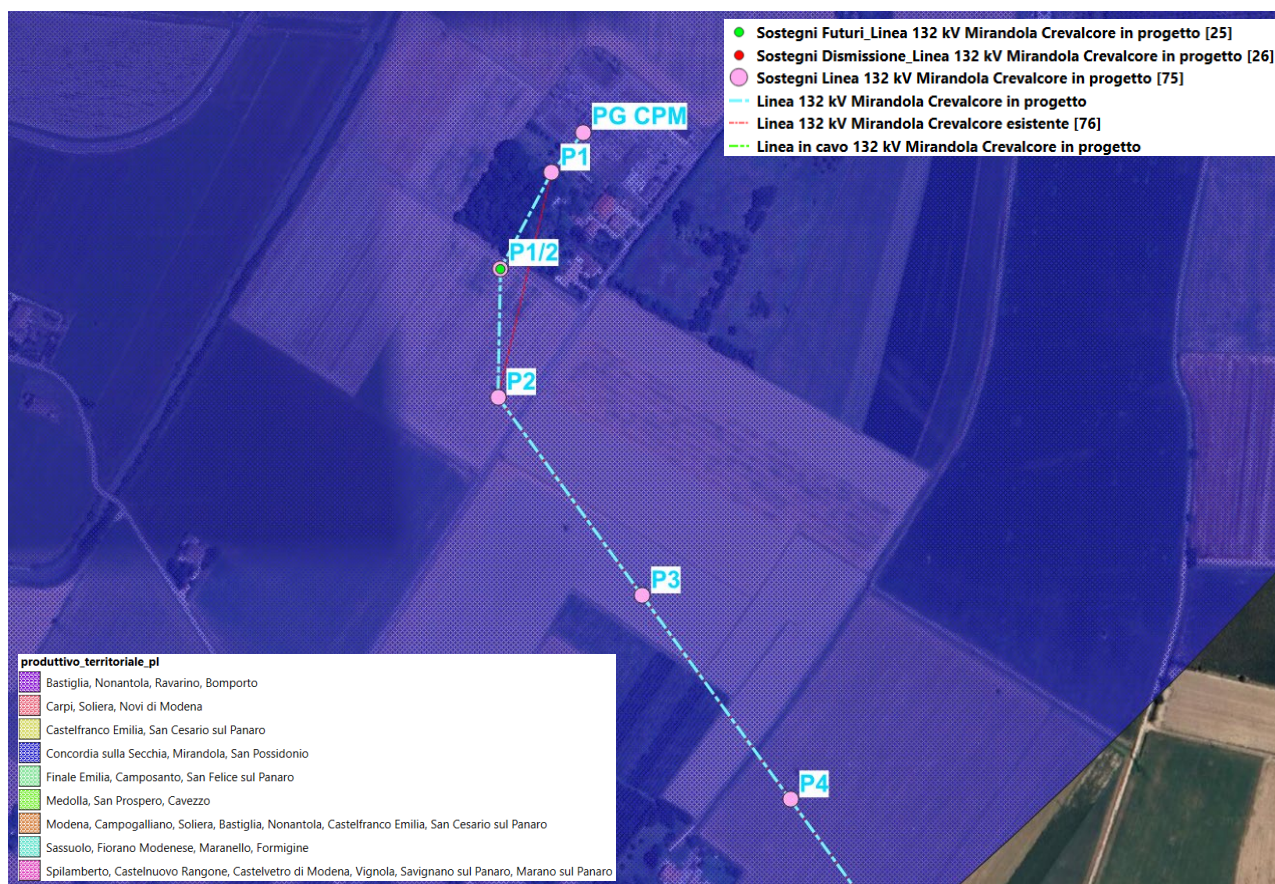 Sostegni Futuri_Linea 132 kV Mirandola Crevalcore in progetto [25]
Sostegni Dismissione_Linea 132 kV Mirandola Crevalcore in progetto [26]
Sostegni Linea 132 kV Mirandola Crevalcore in progetto [75]
Linea 132 kV Mirandola Crevalcore in progetto
Linea 132 kV Mirandola Crevalcore esistente [76]
Linea in cavo 132 kV Mirandola Crevalcore in progetto
PG CPM
P1
P1/2
P2
P3
P4
produttivo_territoriale_pl
Bastiglia, Nonantola, Ravarino, Bomporto
Carpi, Soliera, Novi di Modena
Castelfranco Emilia, San Cesario sul Panaro
Concordia sulla Secchia, Mirandola, San Possidonio
Finale Emilia, Camposanto, San Felice sul Panaro
Medolla, San Prospero, Cavezzo
Modena, Campogalliano, Soliera, Bastiglia, Nonantola, Castelfranco Emilia, San Cesario sul Panaro
Sassuolo, Fiorano Modenese, Maranello, Formigine
Spilamberto, Castelnuovo Rangone, Castelvetro di Modena, Vignola, Savignano sul Panaro, Marano sul Panaro